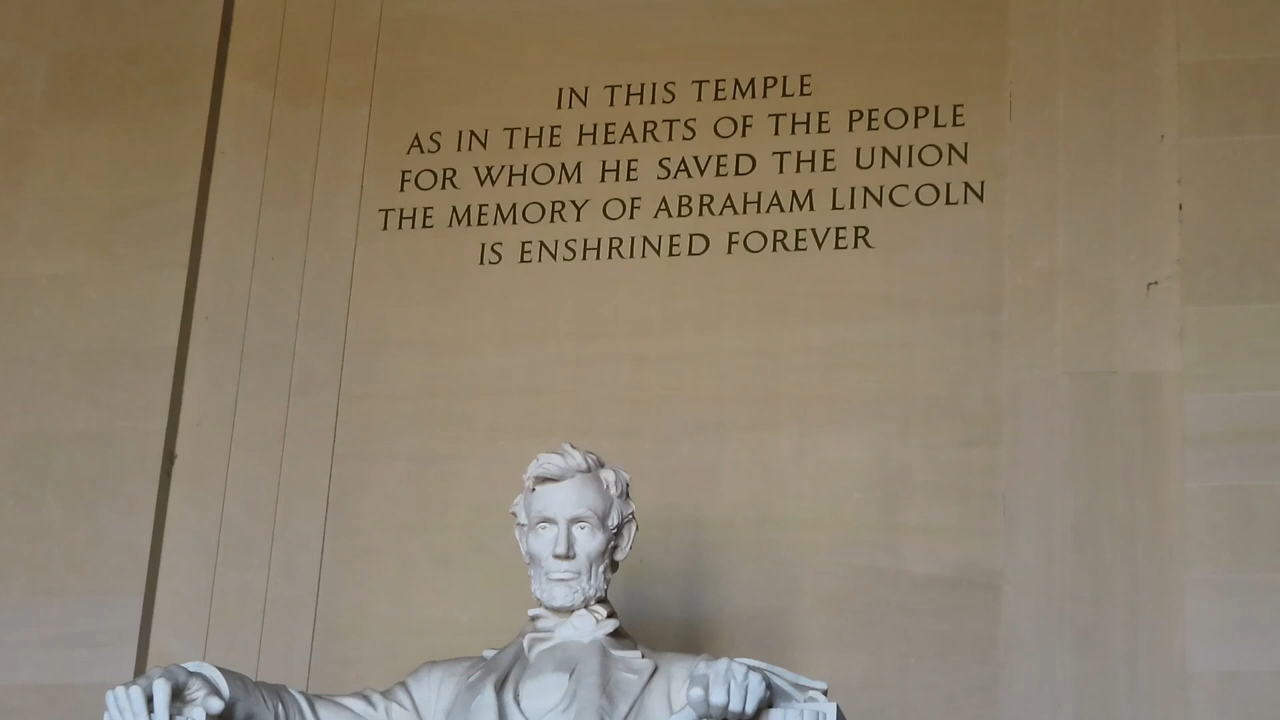 IN THIS TEMPLE
AS IN THE HEARTS OF THE PEOPLE
FOR WHOM HE SAVED THE UNION
THE MEMORY OF ABRAHAM LINCOLN
IS ENSHRINED FOREVER